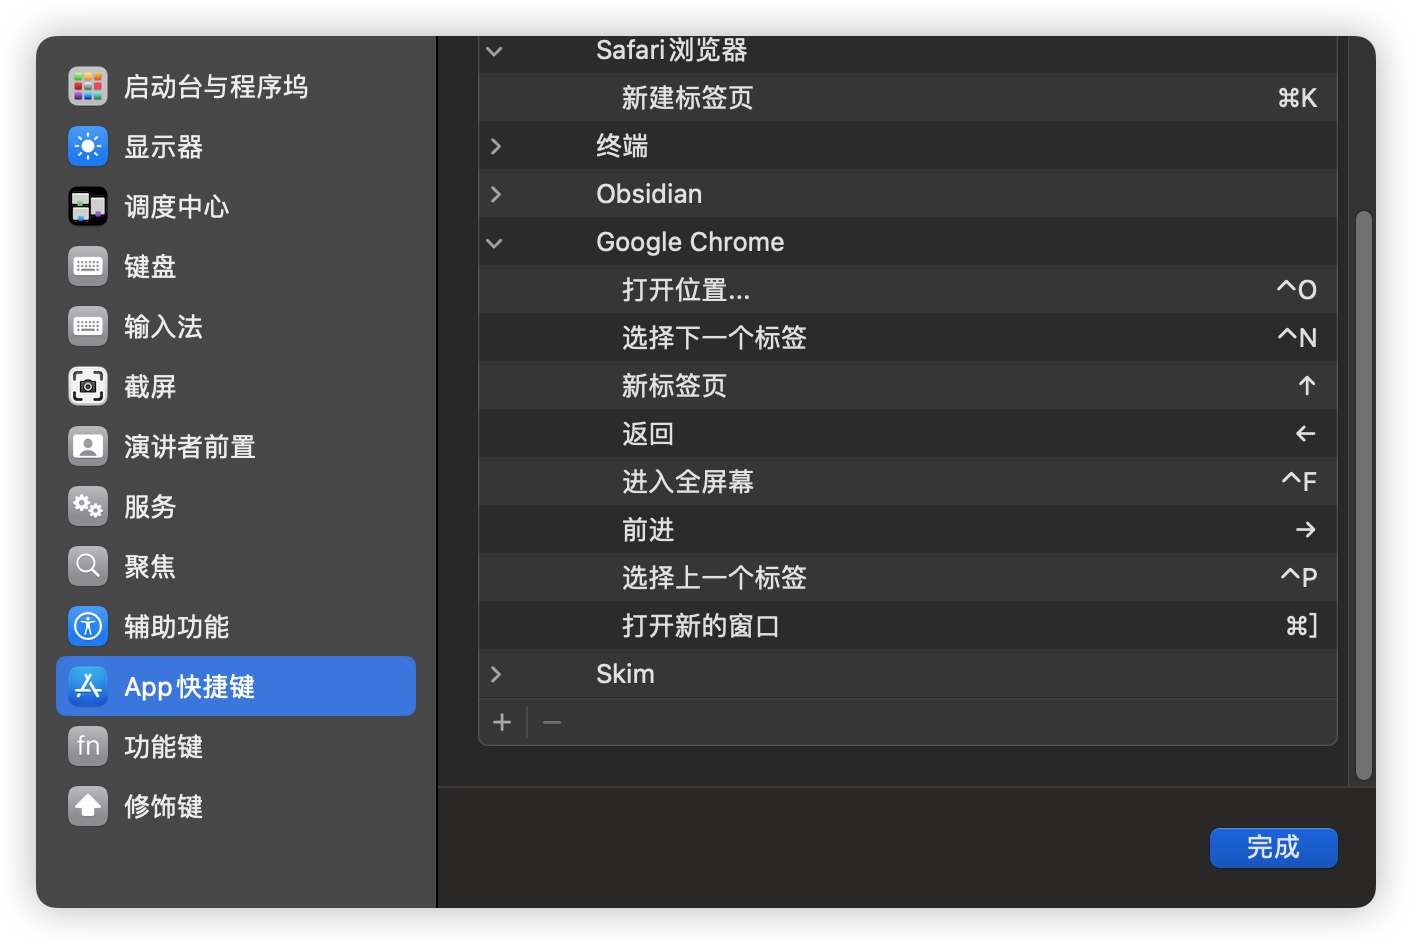 启动台与程序坞
显示器
调度中心
键盘
输入法
截屏
演讲者前置
服务
聚焦
辅助功能
App快捷键
fn 功能键
修饰键
Safari浏览器
新建标签页 ⌘K
终端
Obsidian
Google Chrome
打开位置... ^O
选择下一个标签 ^N
新标签页 ↑
返回 ←
进入全屏幕 ^F
前进 →
选择上一个标签 ^P
打开新的窗口 ⌘]
Skim
+ −
完成